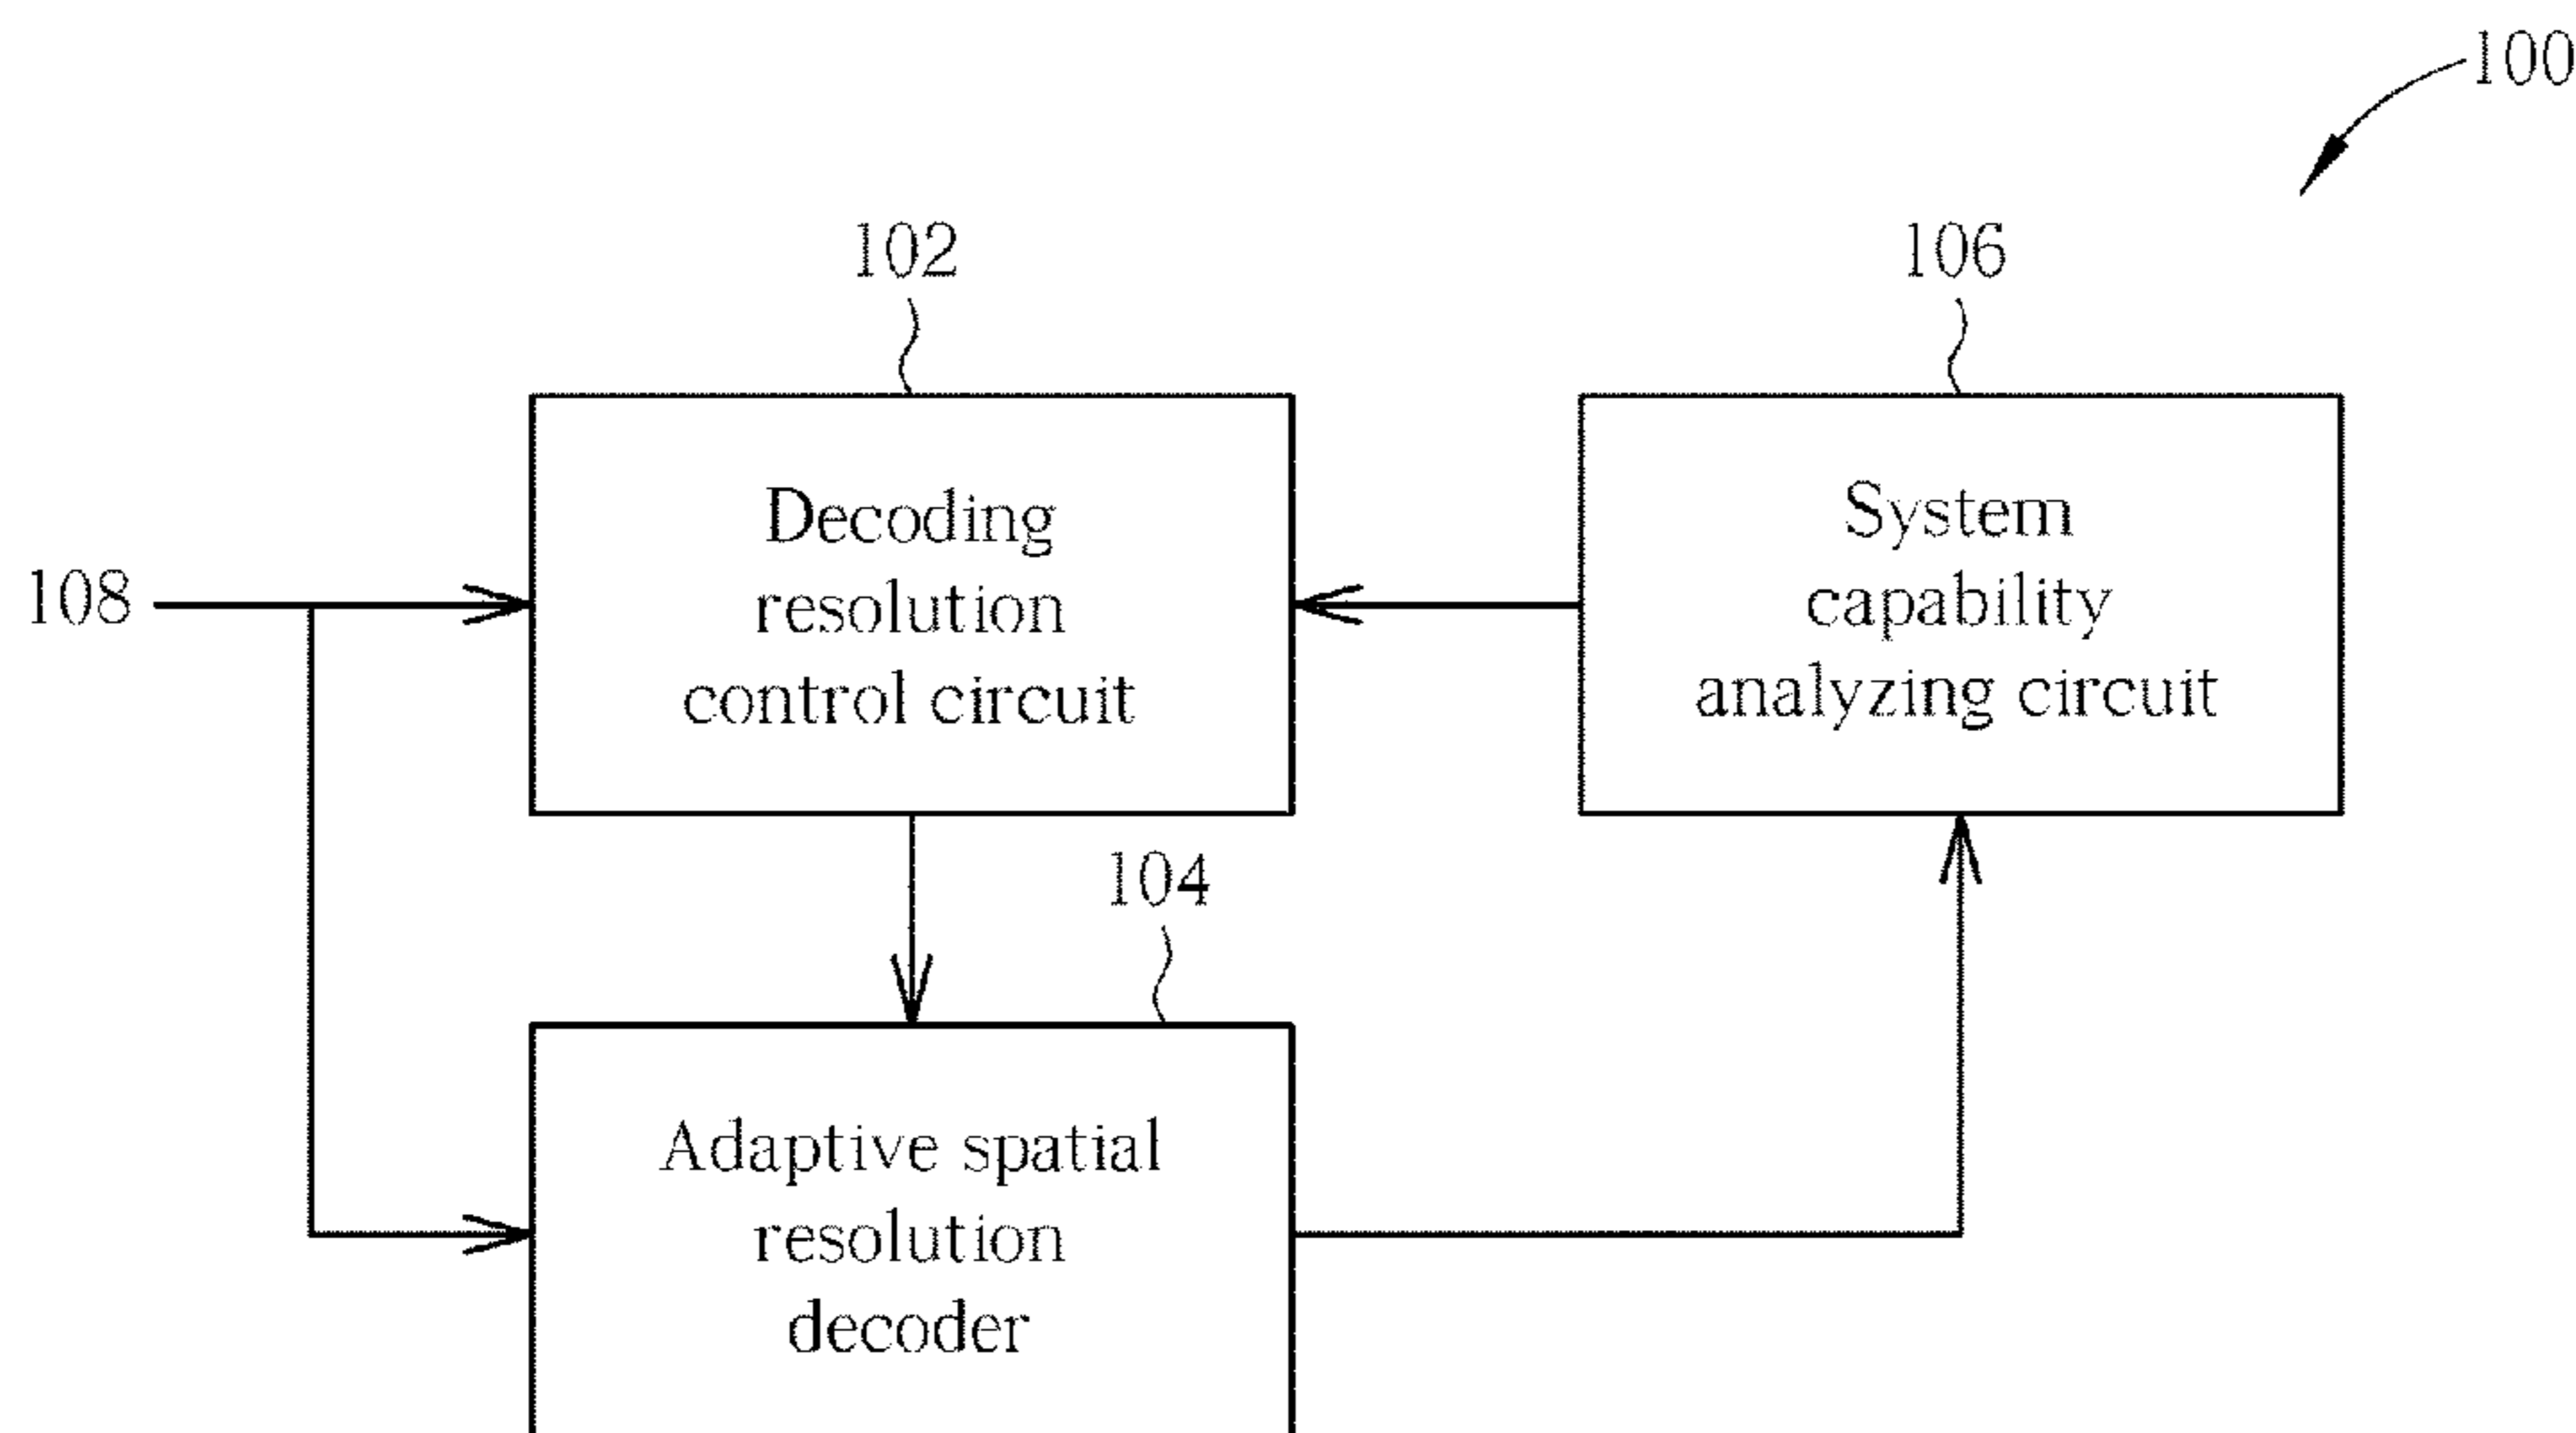 100
102
106
Decoding
resolution
control circuit
System
capability
analyzing circuit
108
104
Adaptive spatial
resolution
decoder